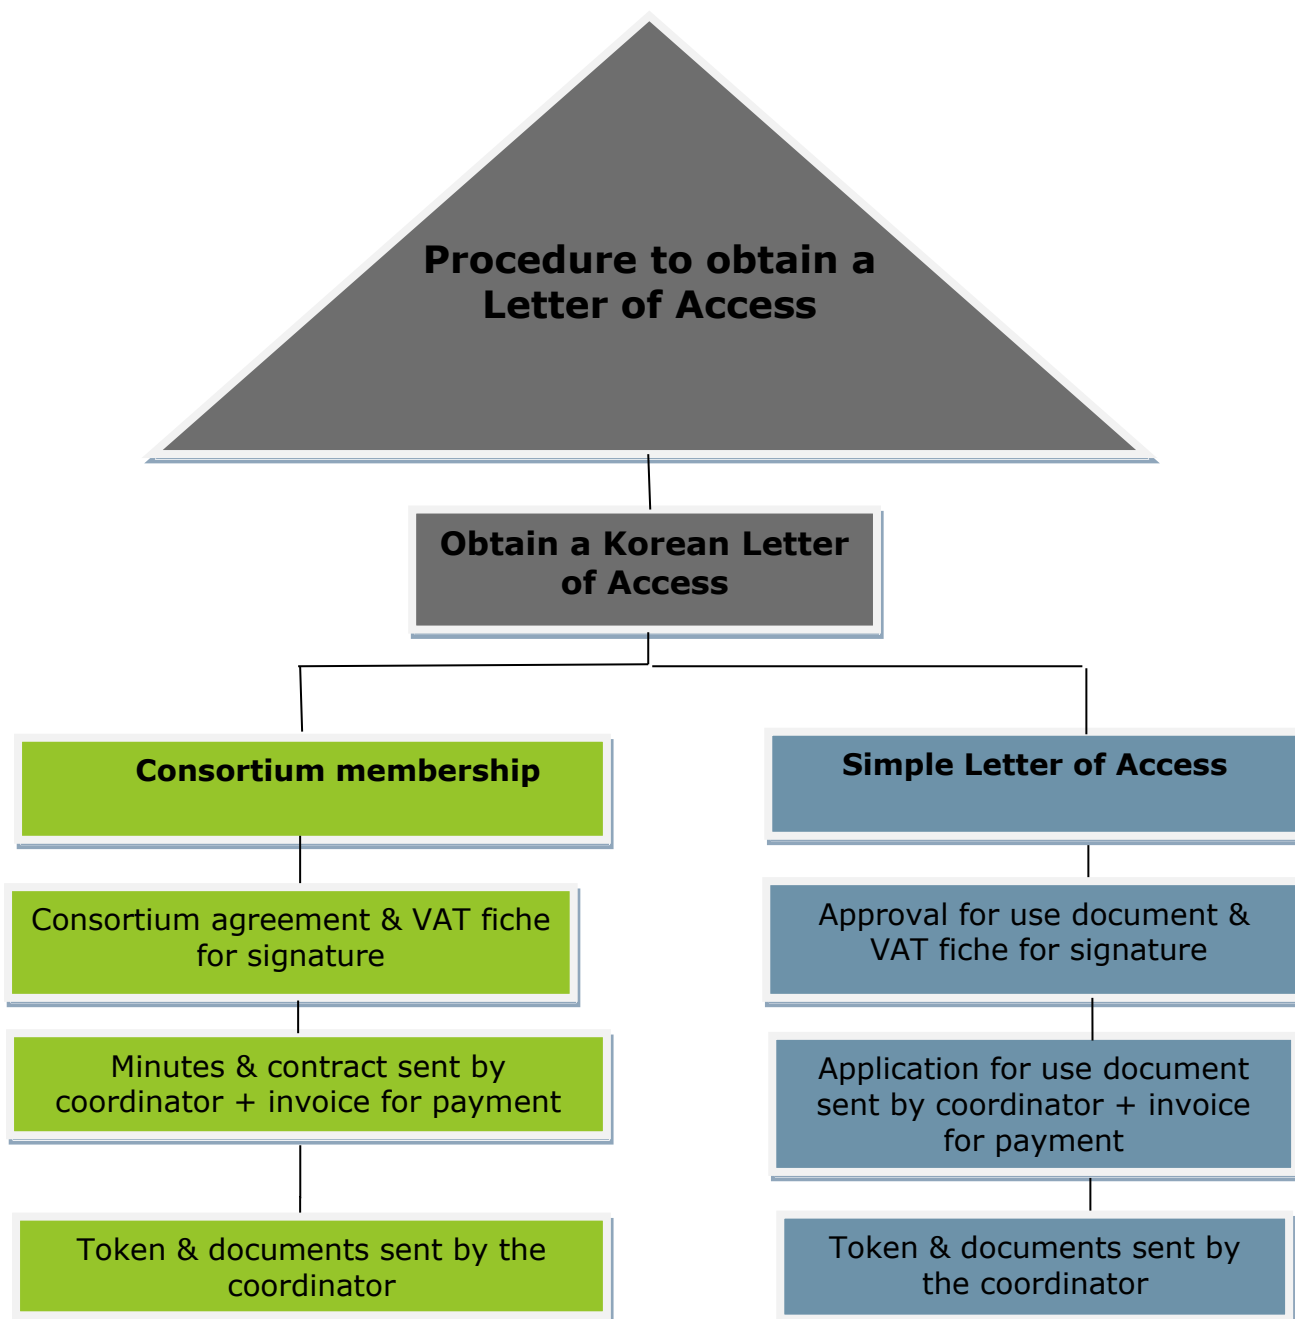 Procedure to obtain a
Letter of Access
Obtain a Korean Letter
of Access
Consortium membership
Consortium agreement & VAT fiche
for signature
Minutes & contract sent by
coordinator + invoice for payment
Token & documents sent by the
coordinator
Simple Letter of Access
Approval for use document &
VAT fiche for signature
Application for use document
sent by coordinator + invoice
for payment
Token & documents sent by
the coordinator